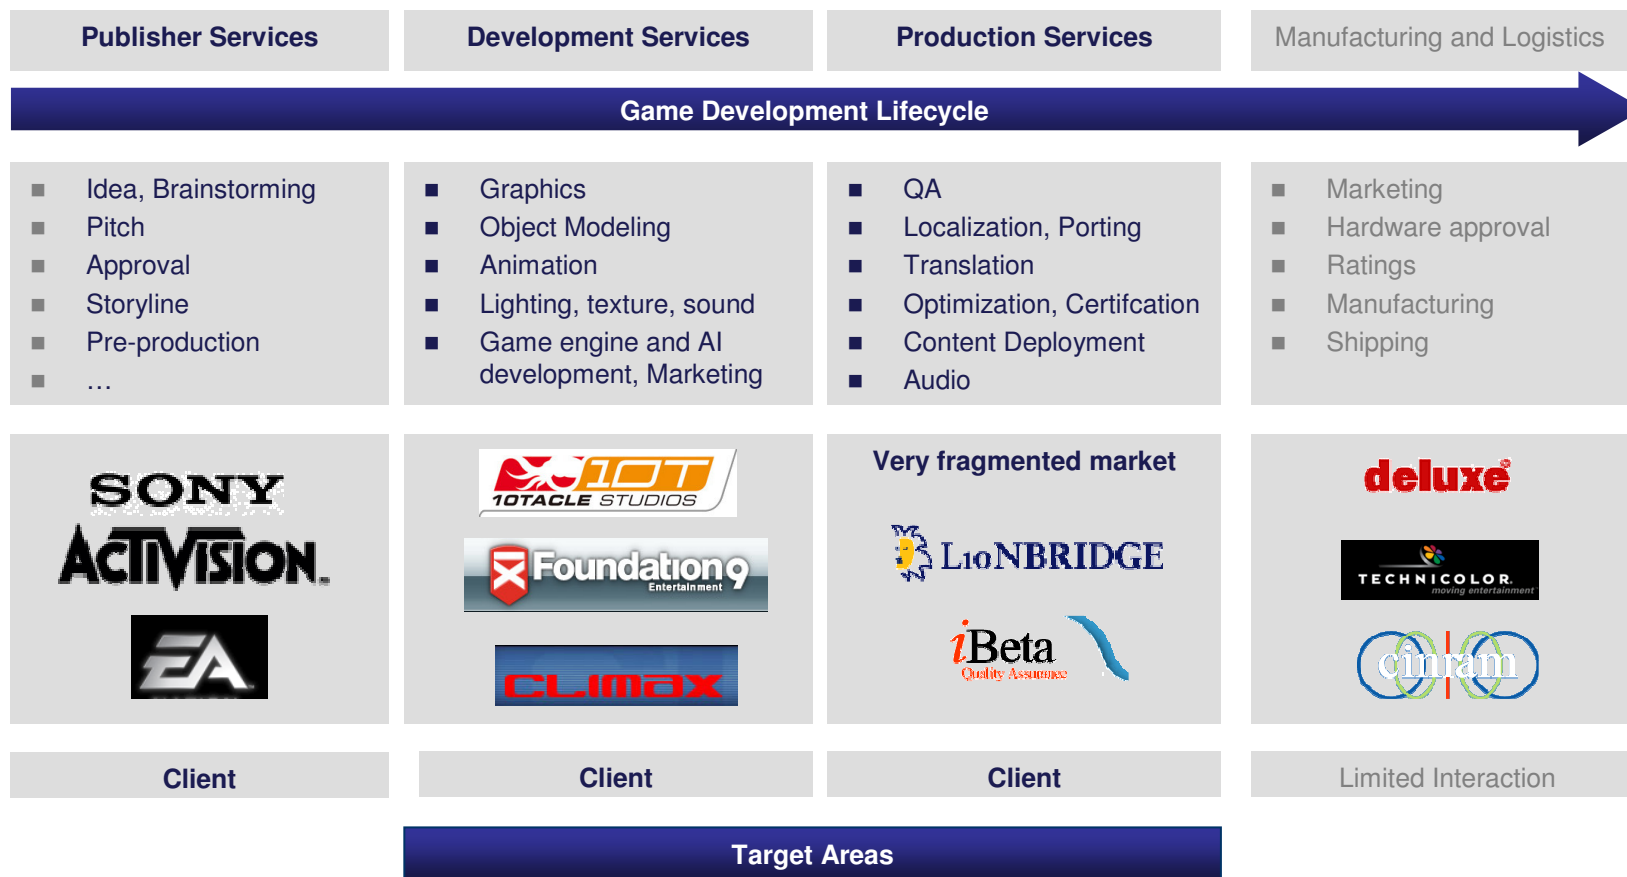 Publisher Services
Development Services
Production Services
Manufacturing and Logistics
Game Development Lifecycle
Idea, Brainstorming
Pitch
Approval
Storyline
Pre-production
…
Graphics
Object Modeling
Animation
Lighting, texture, sound
Game engine and AI
development, Marketing
QA
Localization, Porting
Translation
Optimization, Certifcation
Content Deployment
Audio
Marketing
Hardware approval
Ratings
Manufacturing
Shipping
SONY
ACTIVISION.
EA
10T
10TACLE STUDIOS
Foundation 9
Entertainment
CLIMAX
Very fragmented market
LIONBRIDGE
iBeta
Quality Assurance
deluxe
TECHNICOLOR
moving entertainment
cinram
Client
Client
Client
Limited Interaction
Target Areas